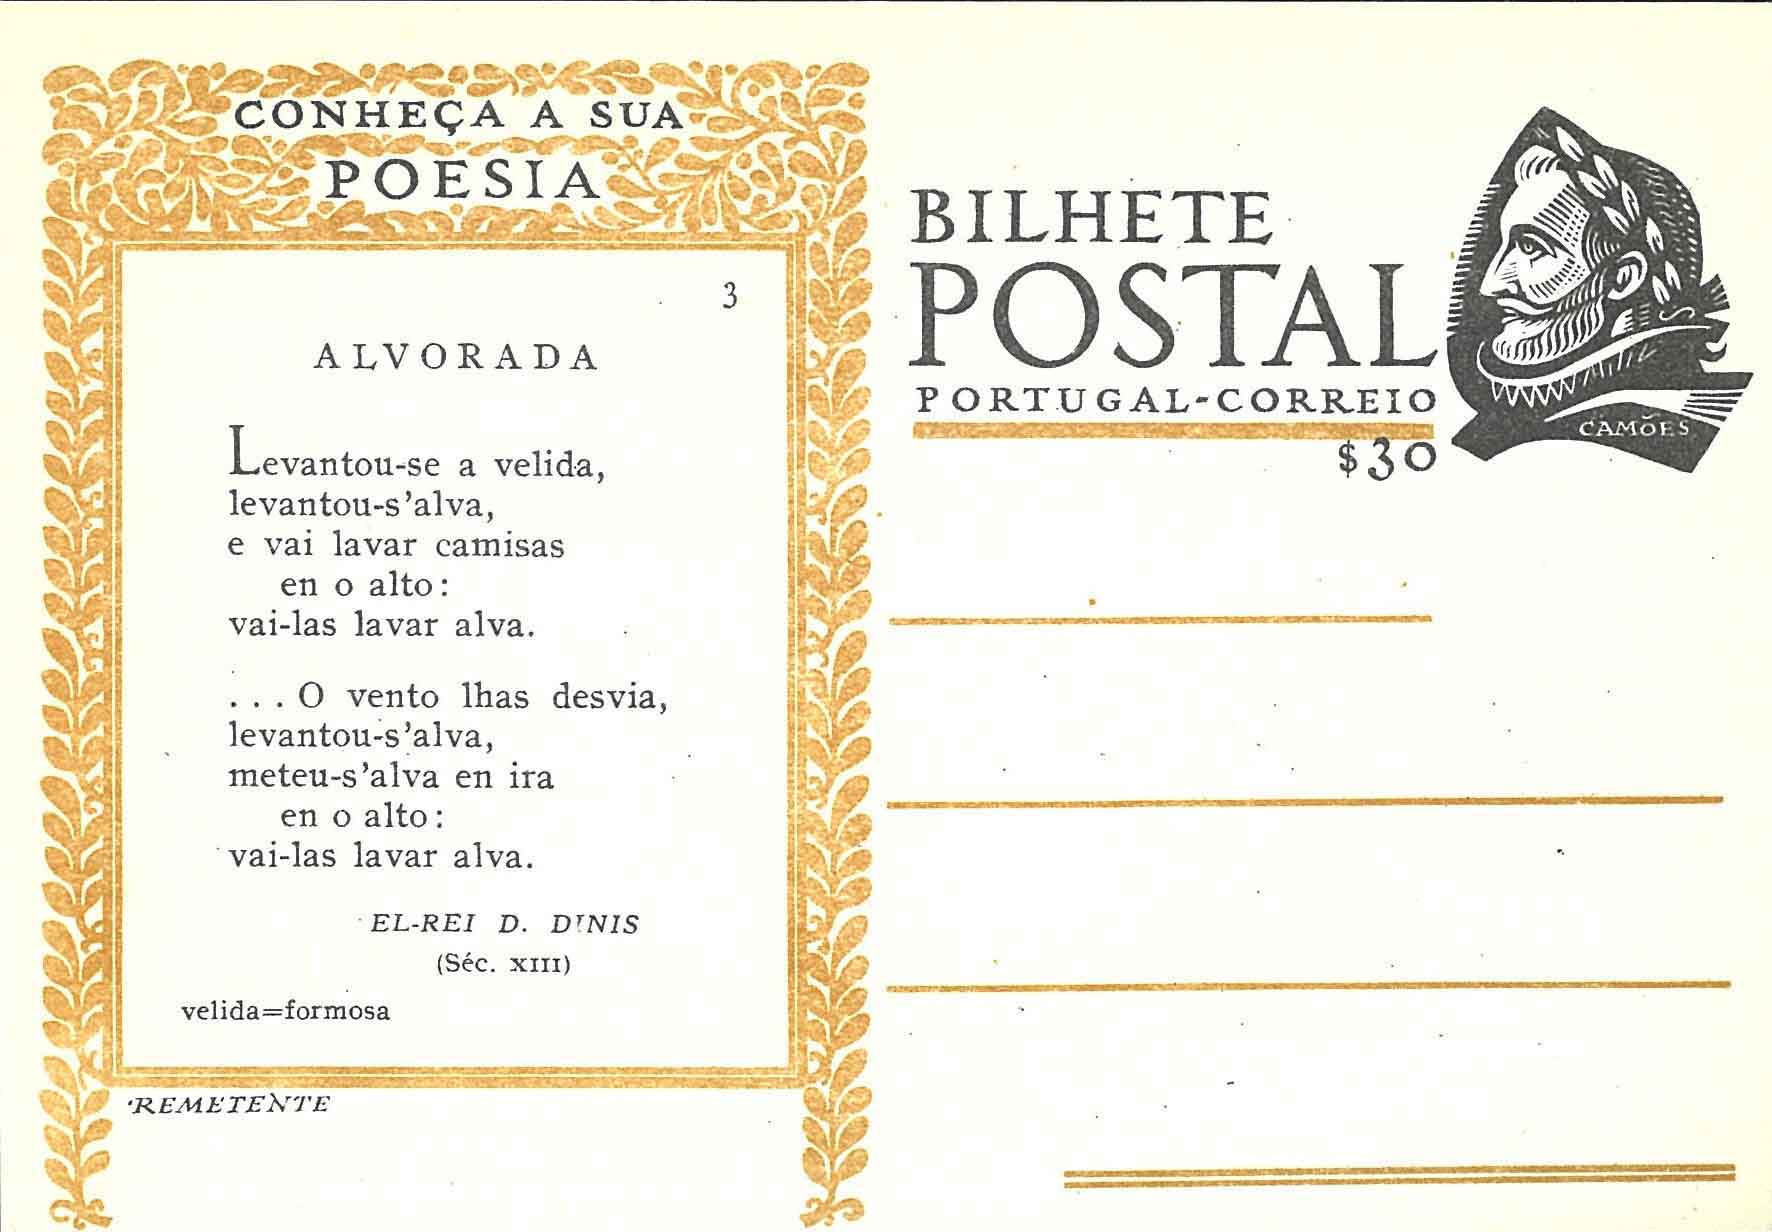 CONHEÇA A SUA
POESIA
3
ALVORADA
Levantou-se a velida,
levantou-s'alva,
e vai lavar camisas
en o alto:
vai-las lavar alva.
...O vento lhas desvia,
levantou-s'alva,
meteu-s'alva en ira
en o alto:
vai-las lavar alva.
EL-REI D. DINIS
(Séc. XIII)
velida=formosa
REMETENTE
BILHETE
POSTAL
PORTUGAL-CORREIO
$30
CAMÕES